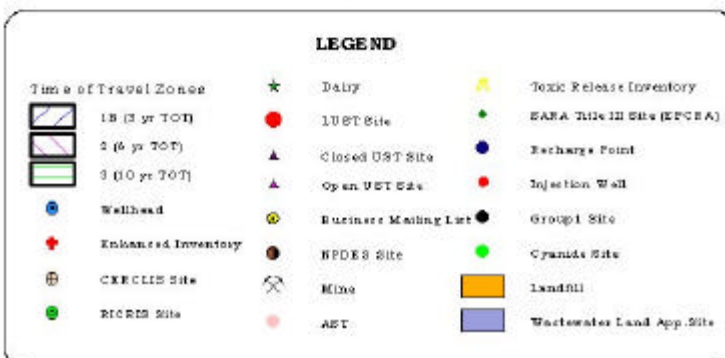 LEGEND
Time of Travel Zones
1B (3 yr TOT)
2 (6 yr TOT)
3 (10 yr TOT)
Wellhead
Enhanced Inventory
CERCLIS Site
RICRIS Site
Dairy
LUST Site
Closed UST Site
Open UST Site
Business Mailing List
NPDES Site
Mine
AST
Toxic Release Inventory
SARA Title III Site (EPCRA)
Recharge Point
Injection Well
Group1 Site
Cyanide Site
Landfill
Wastewater Land App.Site